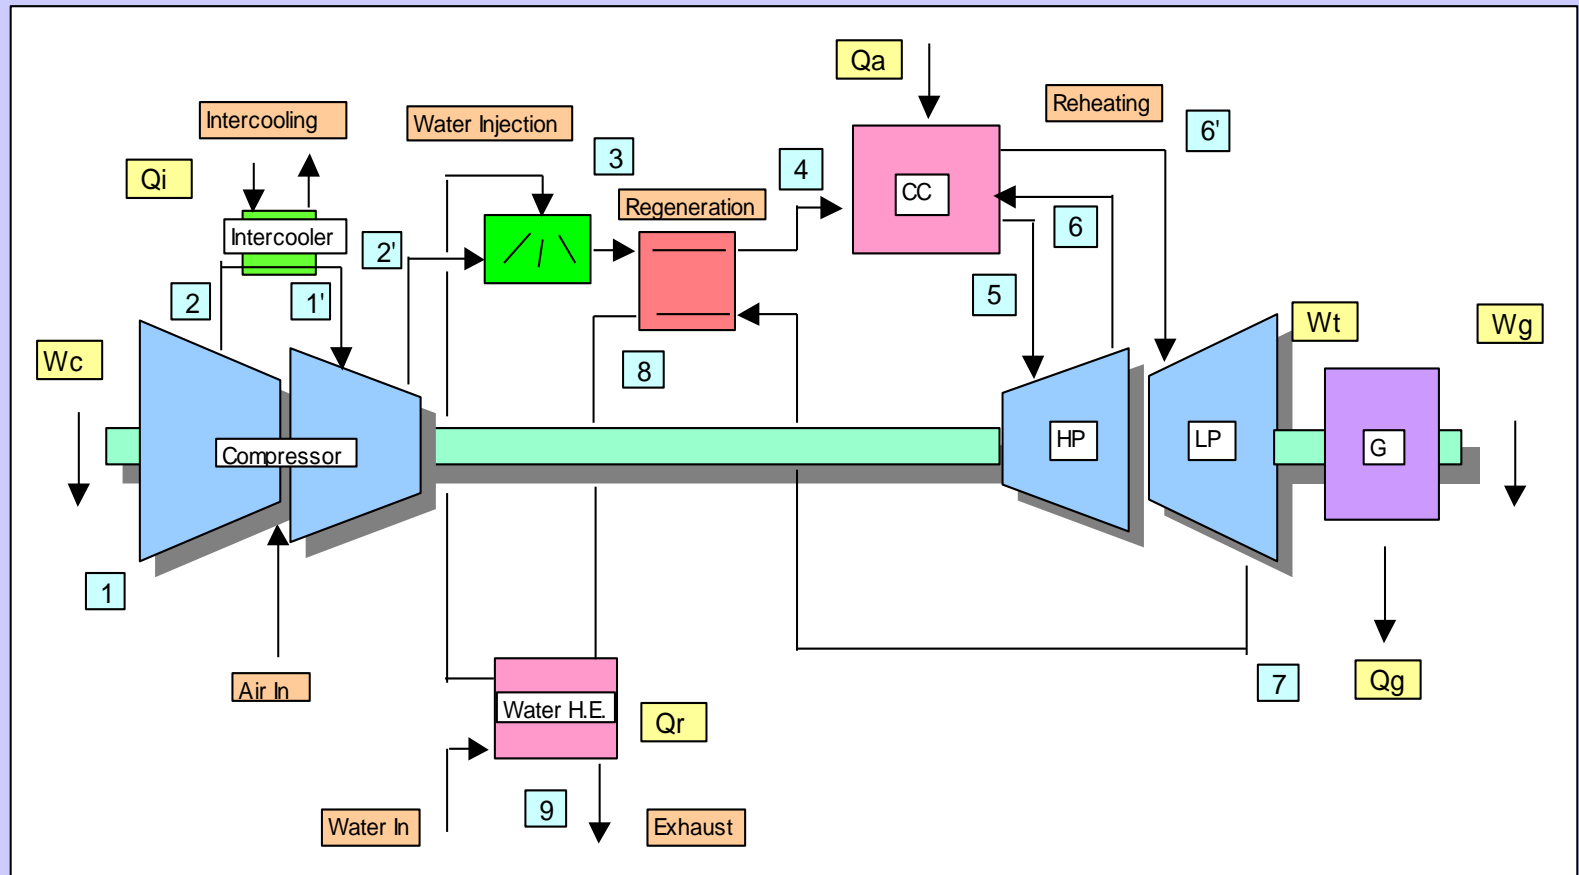 Qa
Reheating
Intercooling
Water Injection
6'
3
4
Qi
CC
Regeneration
Intercooler
6
2'
2
1'
5
Wt
Wg
Wc
8
HP
LP
G
Compressor
1
Air In
7
Qg
Water H.E.
Qr
9
Water In
Exhaust